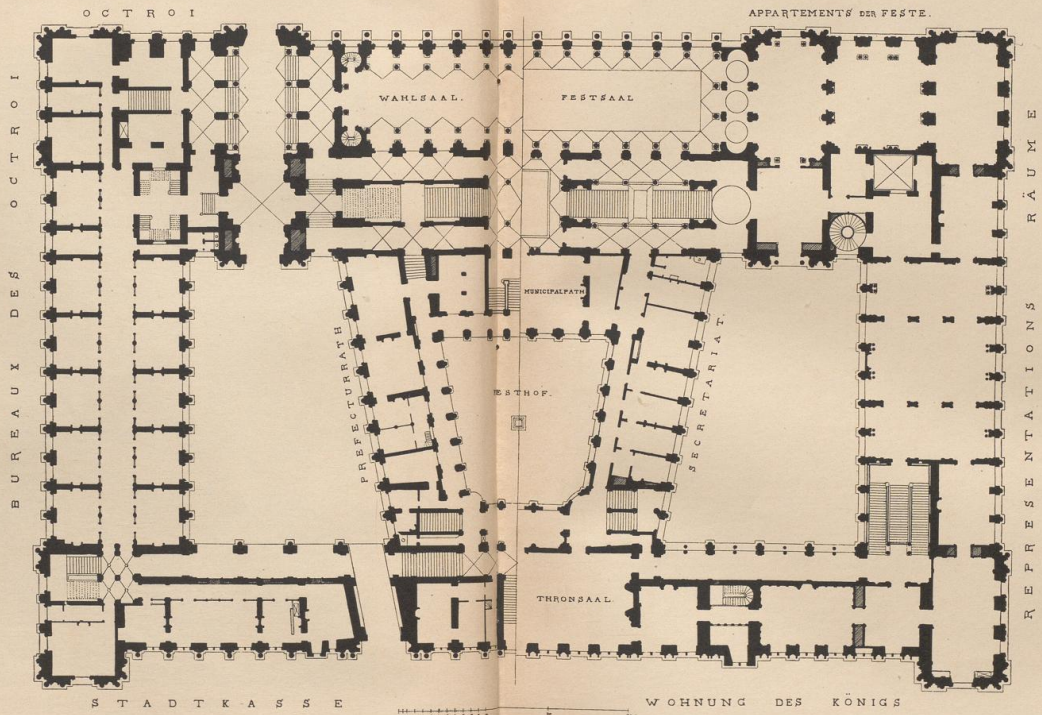 OCTROI
APPARTEMENTS DER FESTE.
BUREAUX DES OCTROI
WAHLSAAL.
FESTSAAL
REPRESENTATIONS RÄUME
MUNICIPALRATH
PREFECTURRATH
FESTHOF.
SECRETARIAT.
THRONSAAL.
STADTKASSE
WOHNUNG DES KÖNIGS